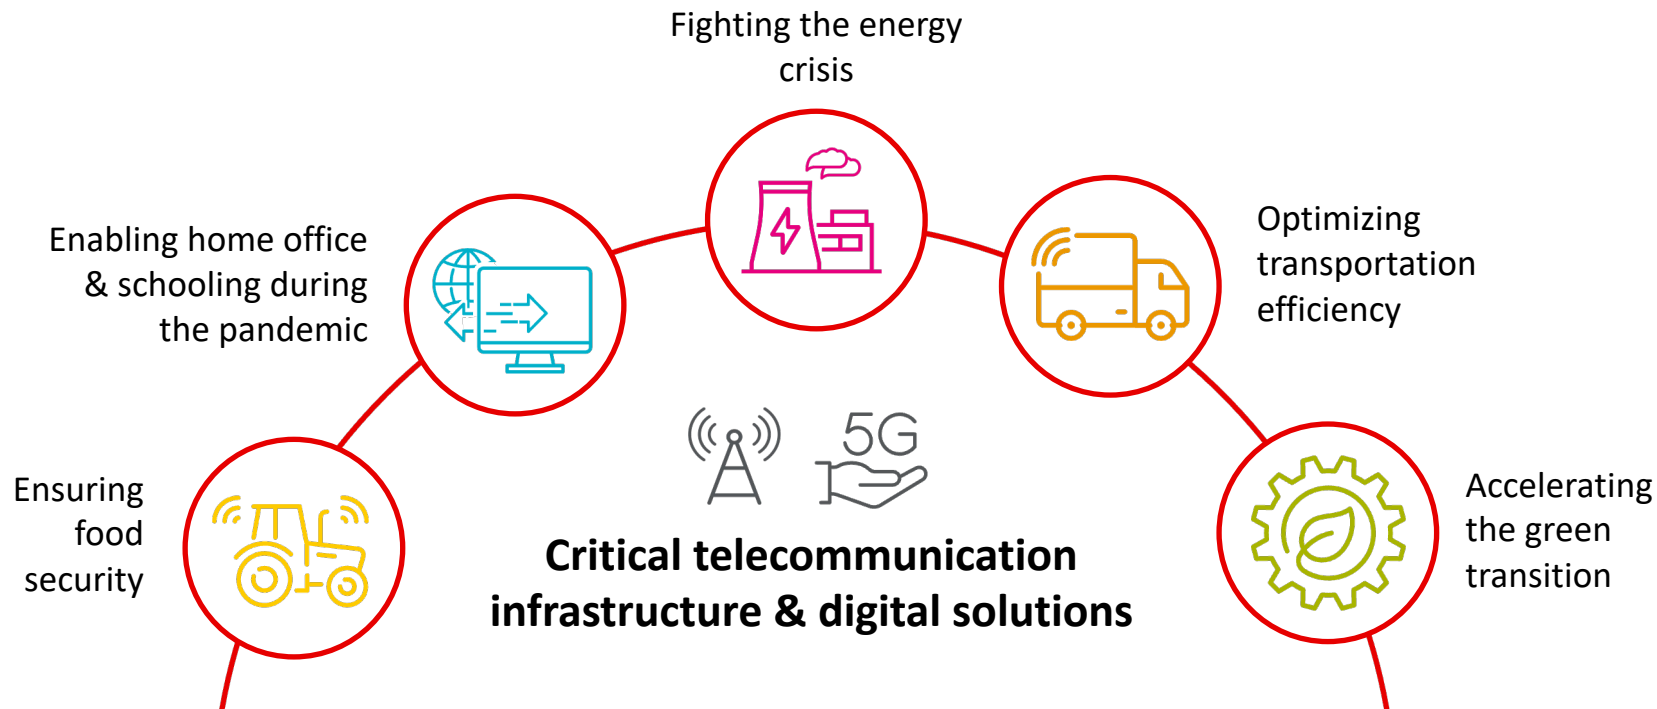 Fighting the energy
crisis
Enabling home office
& schooling during
the pandemic
Optimizing
transportation
efficiency
Ensuring
food
security
5G
Accelerating
the green
transition
Critical telecommunication
infrastructure & digital solutions